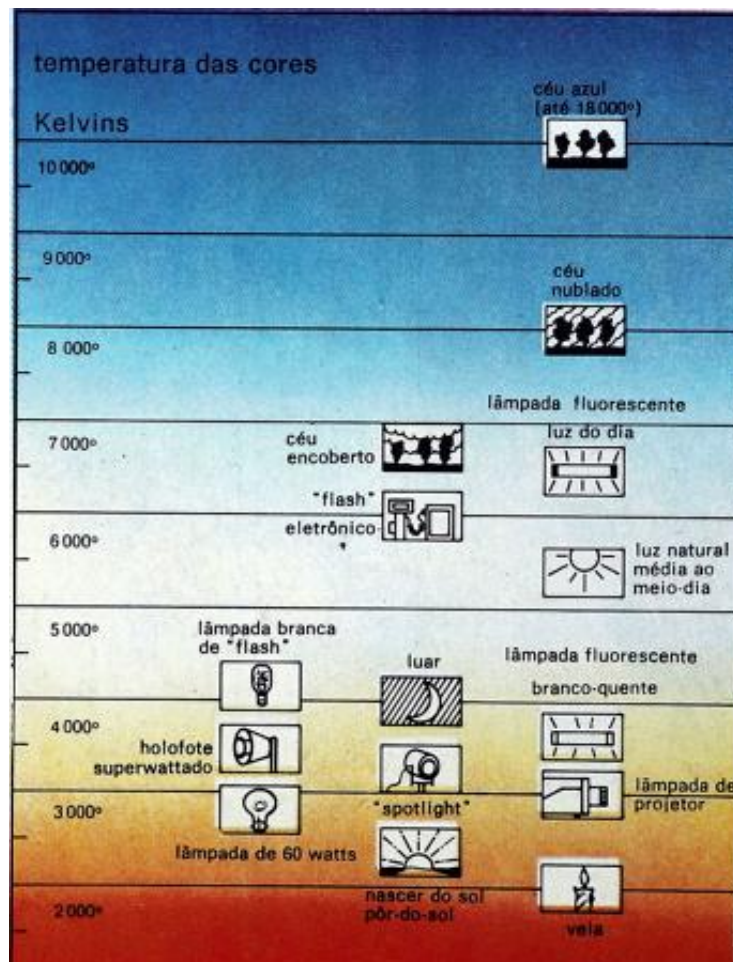 temperatura das cores
Kelvins
céu azul
(até 18000º)
10 000º
9 000º
céu
nublado
8 000º
lâmpada fluorescente
luz do dia
7 000º
céu
encoberto
"flash"
eletrônico
6 000º
luz natural
média ao
meio-dia
5 000º
lâmpada branca
de "flash"
luar
lâmpada fluorescente
branco-quente
4 000º
holofote
superwattado
lâmpada de
projetor
3 000º
"spotlight"
lâmpada de 60 watts
nascer do sol
pôr-do-sol
2 000º
vela